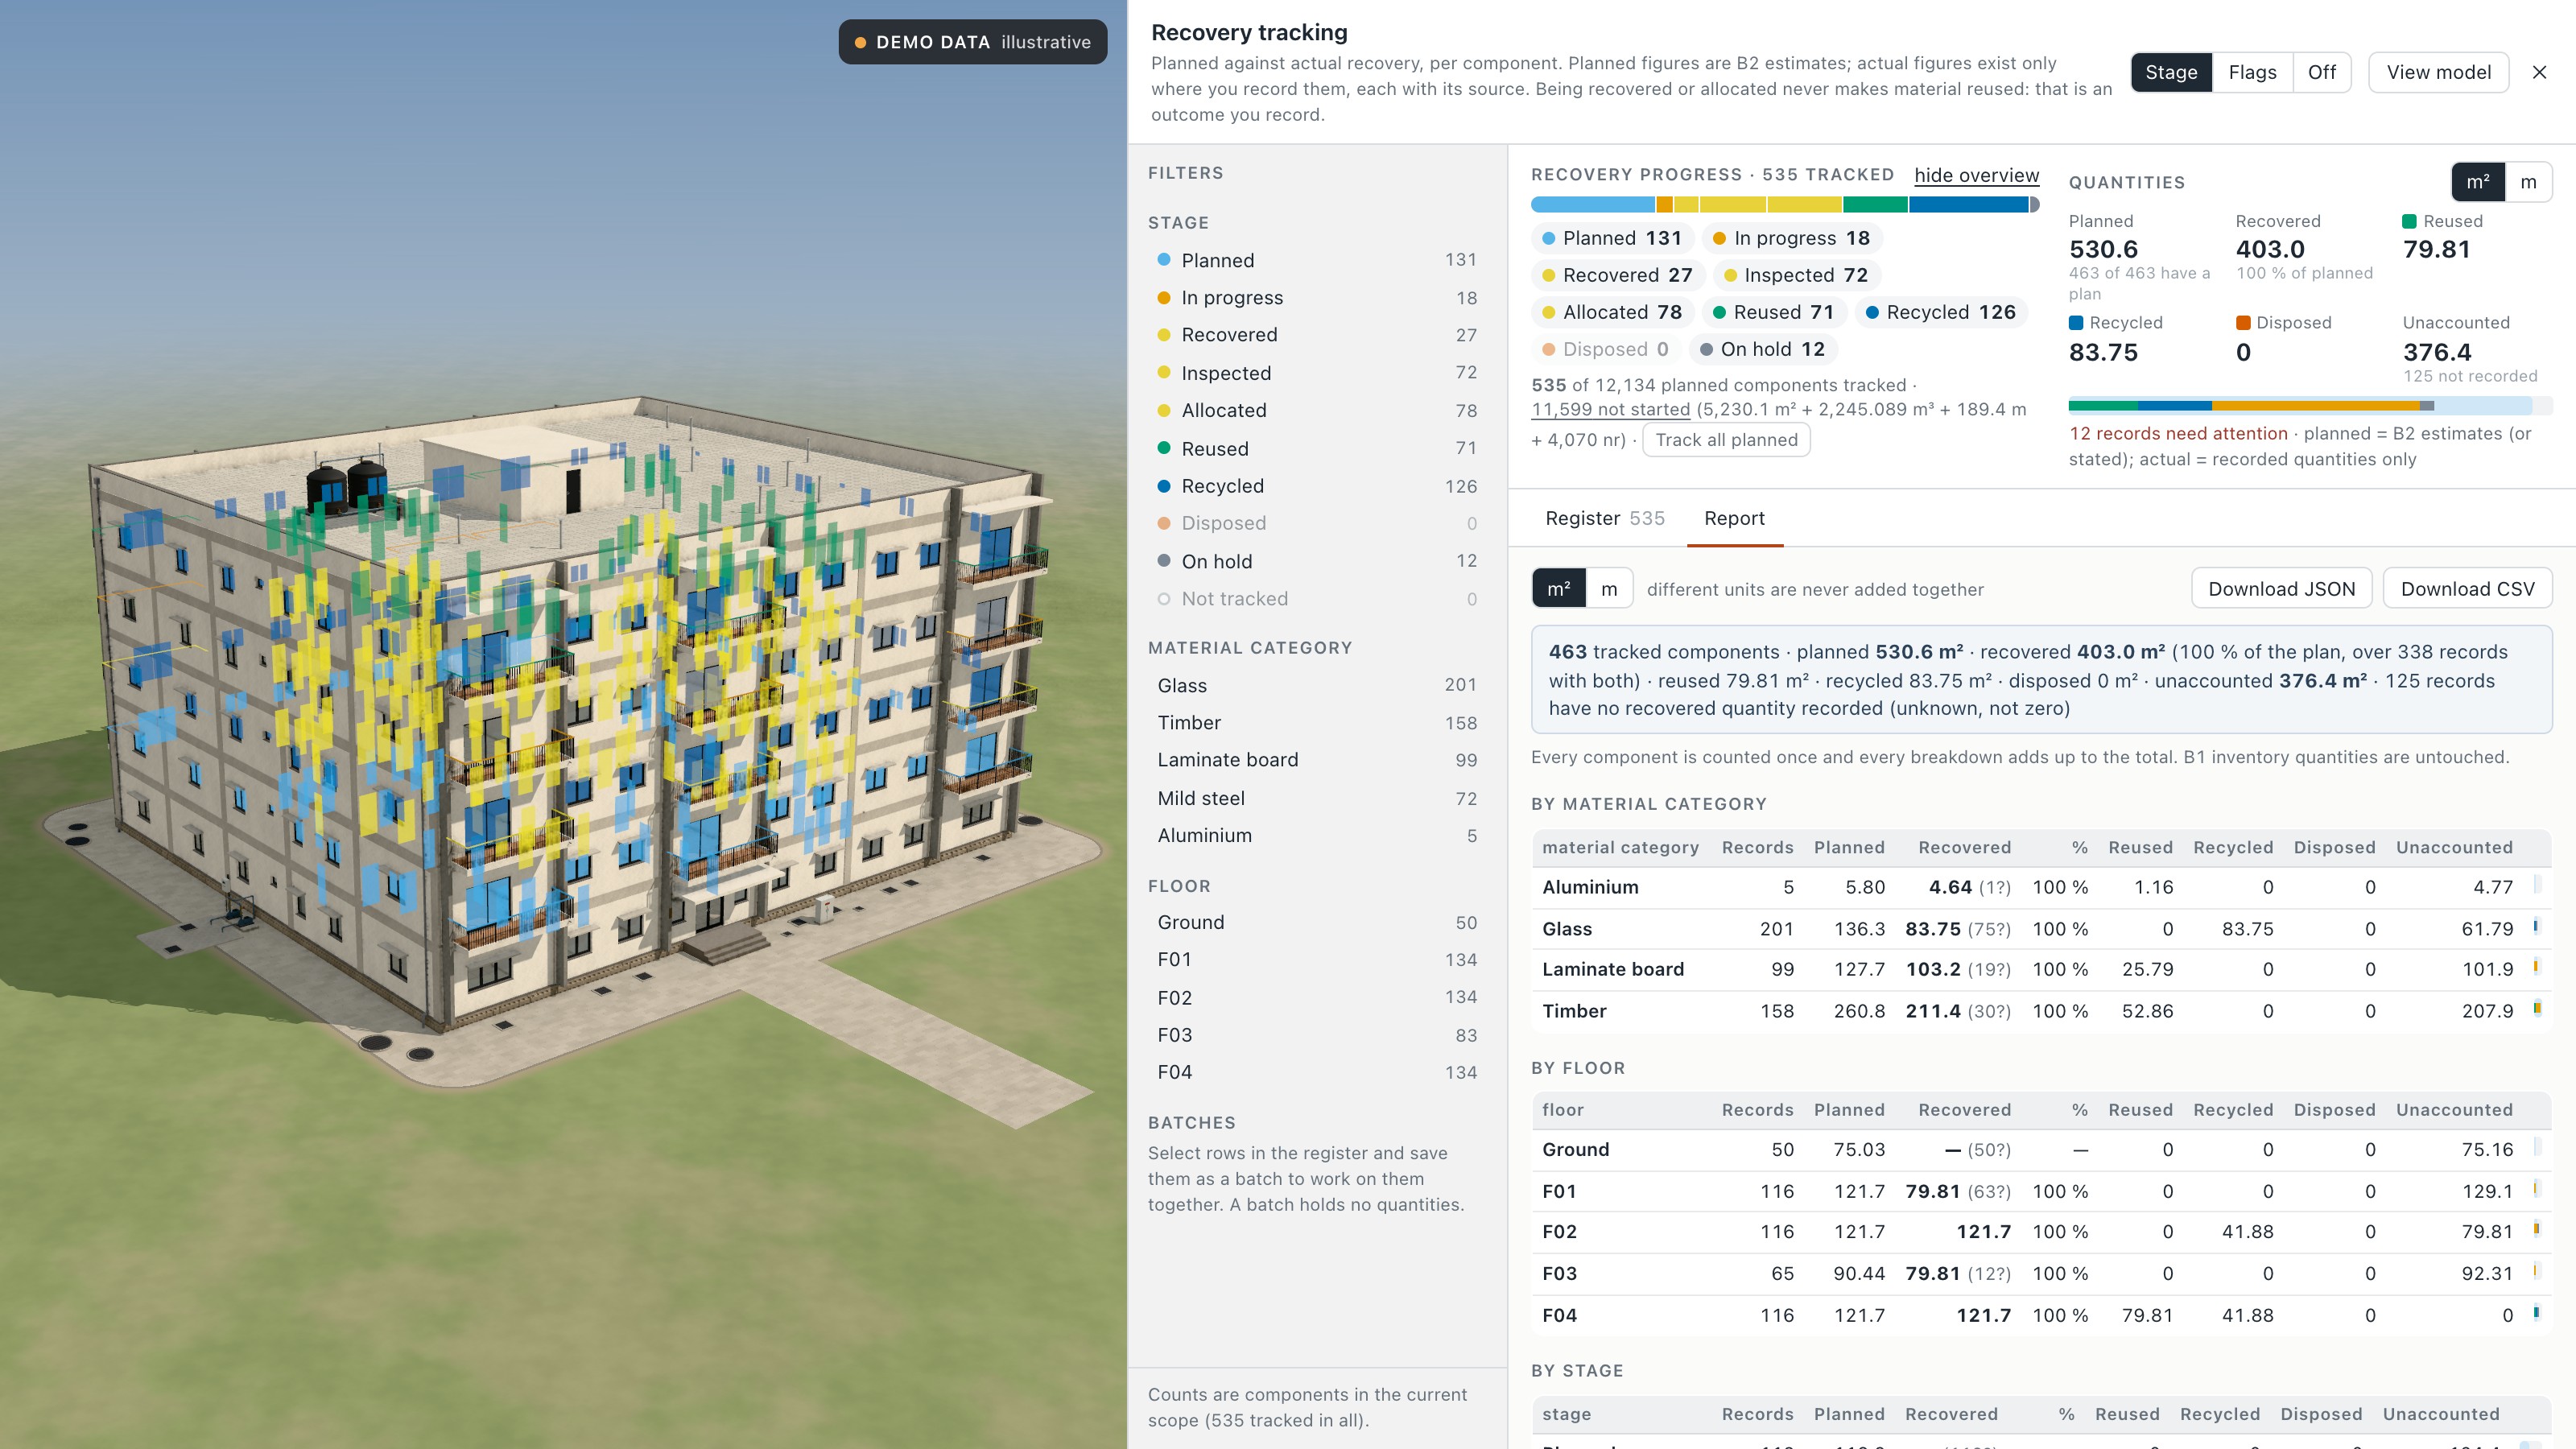 DEMO DATA illustrative
Recovery tracking
Planned against actual recovery, per component. Planned figures are B2 estimates; actual figures exist only
where you record them, each with its source. Being recovered or allocated never makes material reused: that is an
outcome you record.
Stage Flags Off View model
FILTERS
STAGE
Planned 131
In progress 18
Recovered 27
Inspected 72
Allocated 78
Reused 71
Recycled 126
Disposed 0
On hold 12
Not tracked 0
MATERIAL CATEGORY
Glass 201
Timber 158
Laminate board 99
Mild steel 72
Aluminium 5
FLOOR
Ground 50
F01 134
F02 134
F03 83
F04 134
BATCHES
Select rows in the register and save
them as a batch to work on them
together. A batch holds no quantities.
Counts are components in the current
scope (535 tracked in all).
RECOVERY PROGRESS · 535 TRACKED hide overview
Planned 131 In progress 18
Recovered 27 Inspected 72
Allocated 78 Reused 71 Recycled 126
Disposed 0 On hold 12
535 of 12,134 planned components tracked ·
11,599 not started (5,230.1 m² + 2,245.089 m³ + 189.4 m
+ 4,070 nr) · Track all planned
QUANTITIES m² m
Planned Recovered Reused
530.6 403.0 79.81
463 of 463 have a 100 % of planned
plan
Recycled Disposed Unaccounted
83.75 0 376.4
125 not recorded
12 records need attention · planned = B2 estimates (or
stated); actual = recorded quantities only
Register 535 Report
m² m different units are never added together Download JSON Download CSV
463 tracked components · planned 530.6 m² · recovered 403.0 m² (100 % of the plan, over 338 records
with both) · reused 79.81 m² · recycled 83.75 m² · disposed 0 m² · unaccounted 376.4 m² · 125 records
have no recovered quantity recorded (unknown, not zero)
Every component is counted once and every breakdown adds up to the total. B1 inventory quantities are untouched.
BY MATERIAL CATEGORY
material category Records Planned Recovered % Reused Recycled Disposed Unaccounted
Aluminium 5 5.80 4.64 (1?) 100 % 1.16 0 0 4.77
Glass 201 136.3 83.75 (75?) 100 % 0 83.75 0 61.79
Laminate board 99 127.7 103.2 (19?) 100 % 25.79 0 0 101.9
Timber 158 260.8 211.4 (30?) 100 % 52.86 0 0 207.9
BY FLOOR
floor Records Planned Recovered % Reused Recycled Disposed Unaccounted
Ground 50 75.03 — (50?) — 0 0 0 75.16
F01 116 121.7 79.81 (63?) 100 % 0 0 0 129.1
F02 116 121.7 121.7 100 % 0 41.88 0 79.81
F03 65 90.44 79.81 (12?) 100 % 0 0 0 92.31
F04 116 121.7 121.7 100 % 79.81 41.88 0 0
BY STAGE
stage Records Planned Recovered % Reused Recycled Disposed Unaccounted